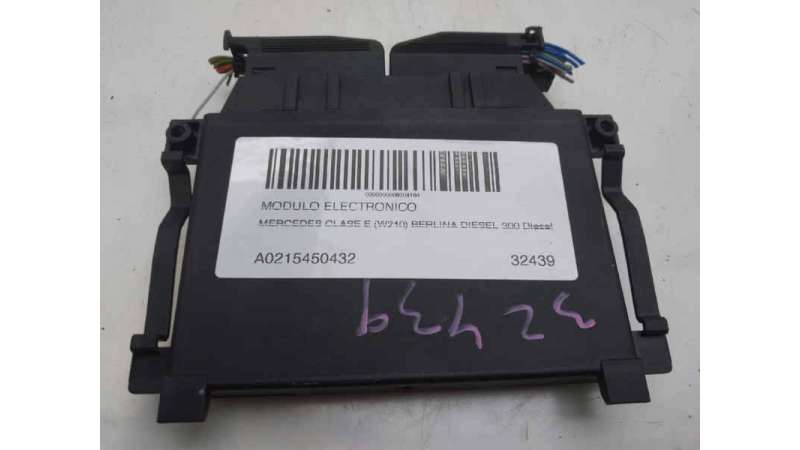 MODULO ELECTRONICO
MERCEDES CLASE E (W210) BERLINA DIESEL 300 Diesel
A0215450432 32439
32439